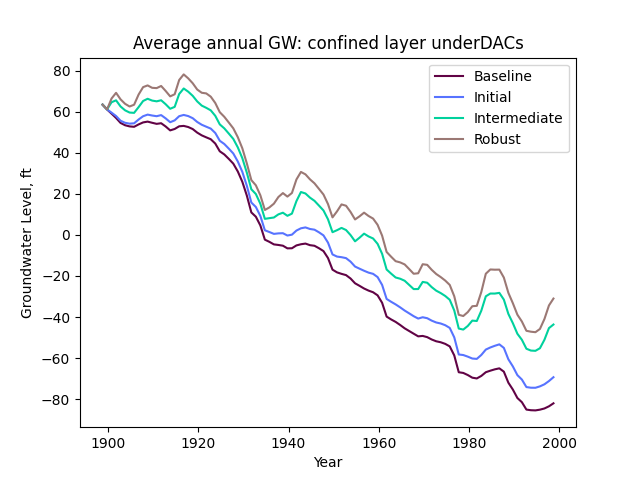 Average annual GW: confined layer underDACs
Groundwater Level, ft
80
60
40
20
0
−20
−40
−60
−80
Baseline
Initial
Intermediate
Robust
1900 1920 1940 1960 1980 2000
Year